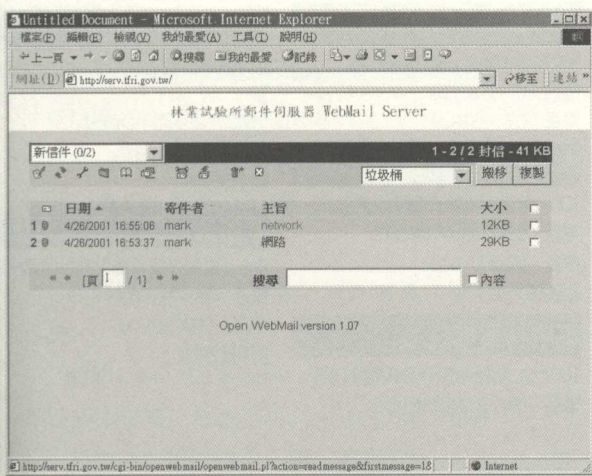 Untitled Document - Microsoft Internet Explorer
檔案(F) 編輯(E) 檢視(V) 我的最愛(A) 工具(T) 說明(H)
上一頁 搜尋 我的最愛 記錄
網址(D) http://serv.tfri.gov.tw/ 移至 連結 »
林業試驗所郵件伺服器 WebMail Server
新信件 (0/2) 1 - 2 / 2 封信 - 41 KB
垃圾桶 搬移 複製
日期 寄件者 主旨 大小
1 4/26/2001 16:55:06 mark network 12KB
2 4/26/2001 16:53:37 mark 網路 29KB
[頁 1 / 1] 搜尋 內容
Open WebMail version 1.07
http://serv.tfri.gov.tw/cgi-bin/openwebmail/openwebmail.pl?action=readmessage&firstmessage=1& Internet